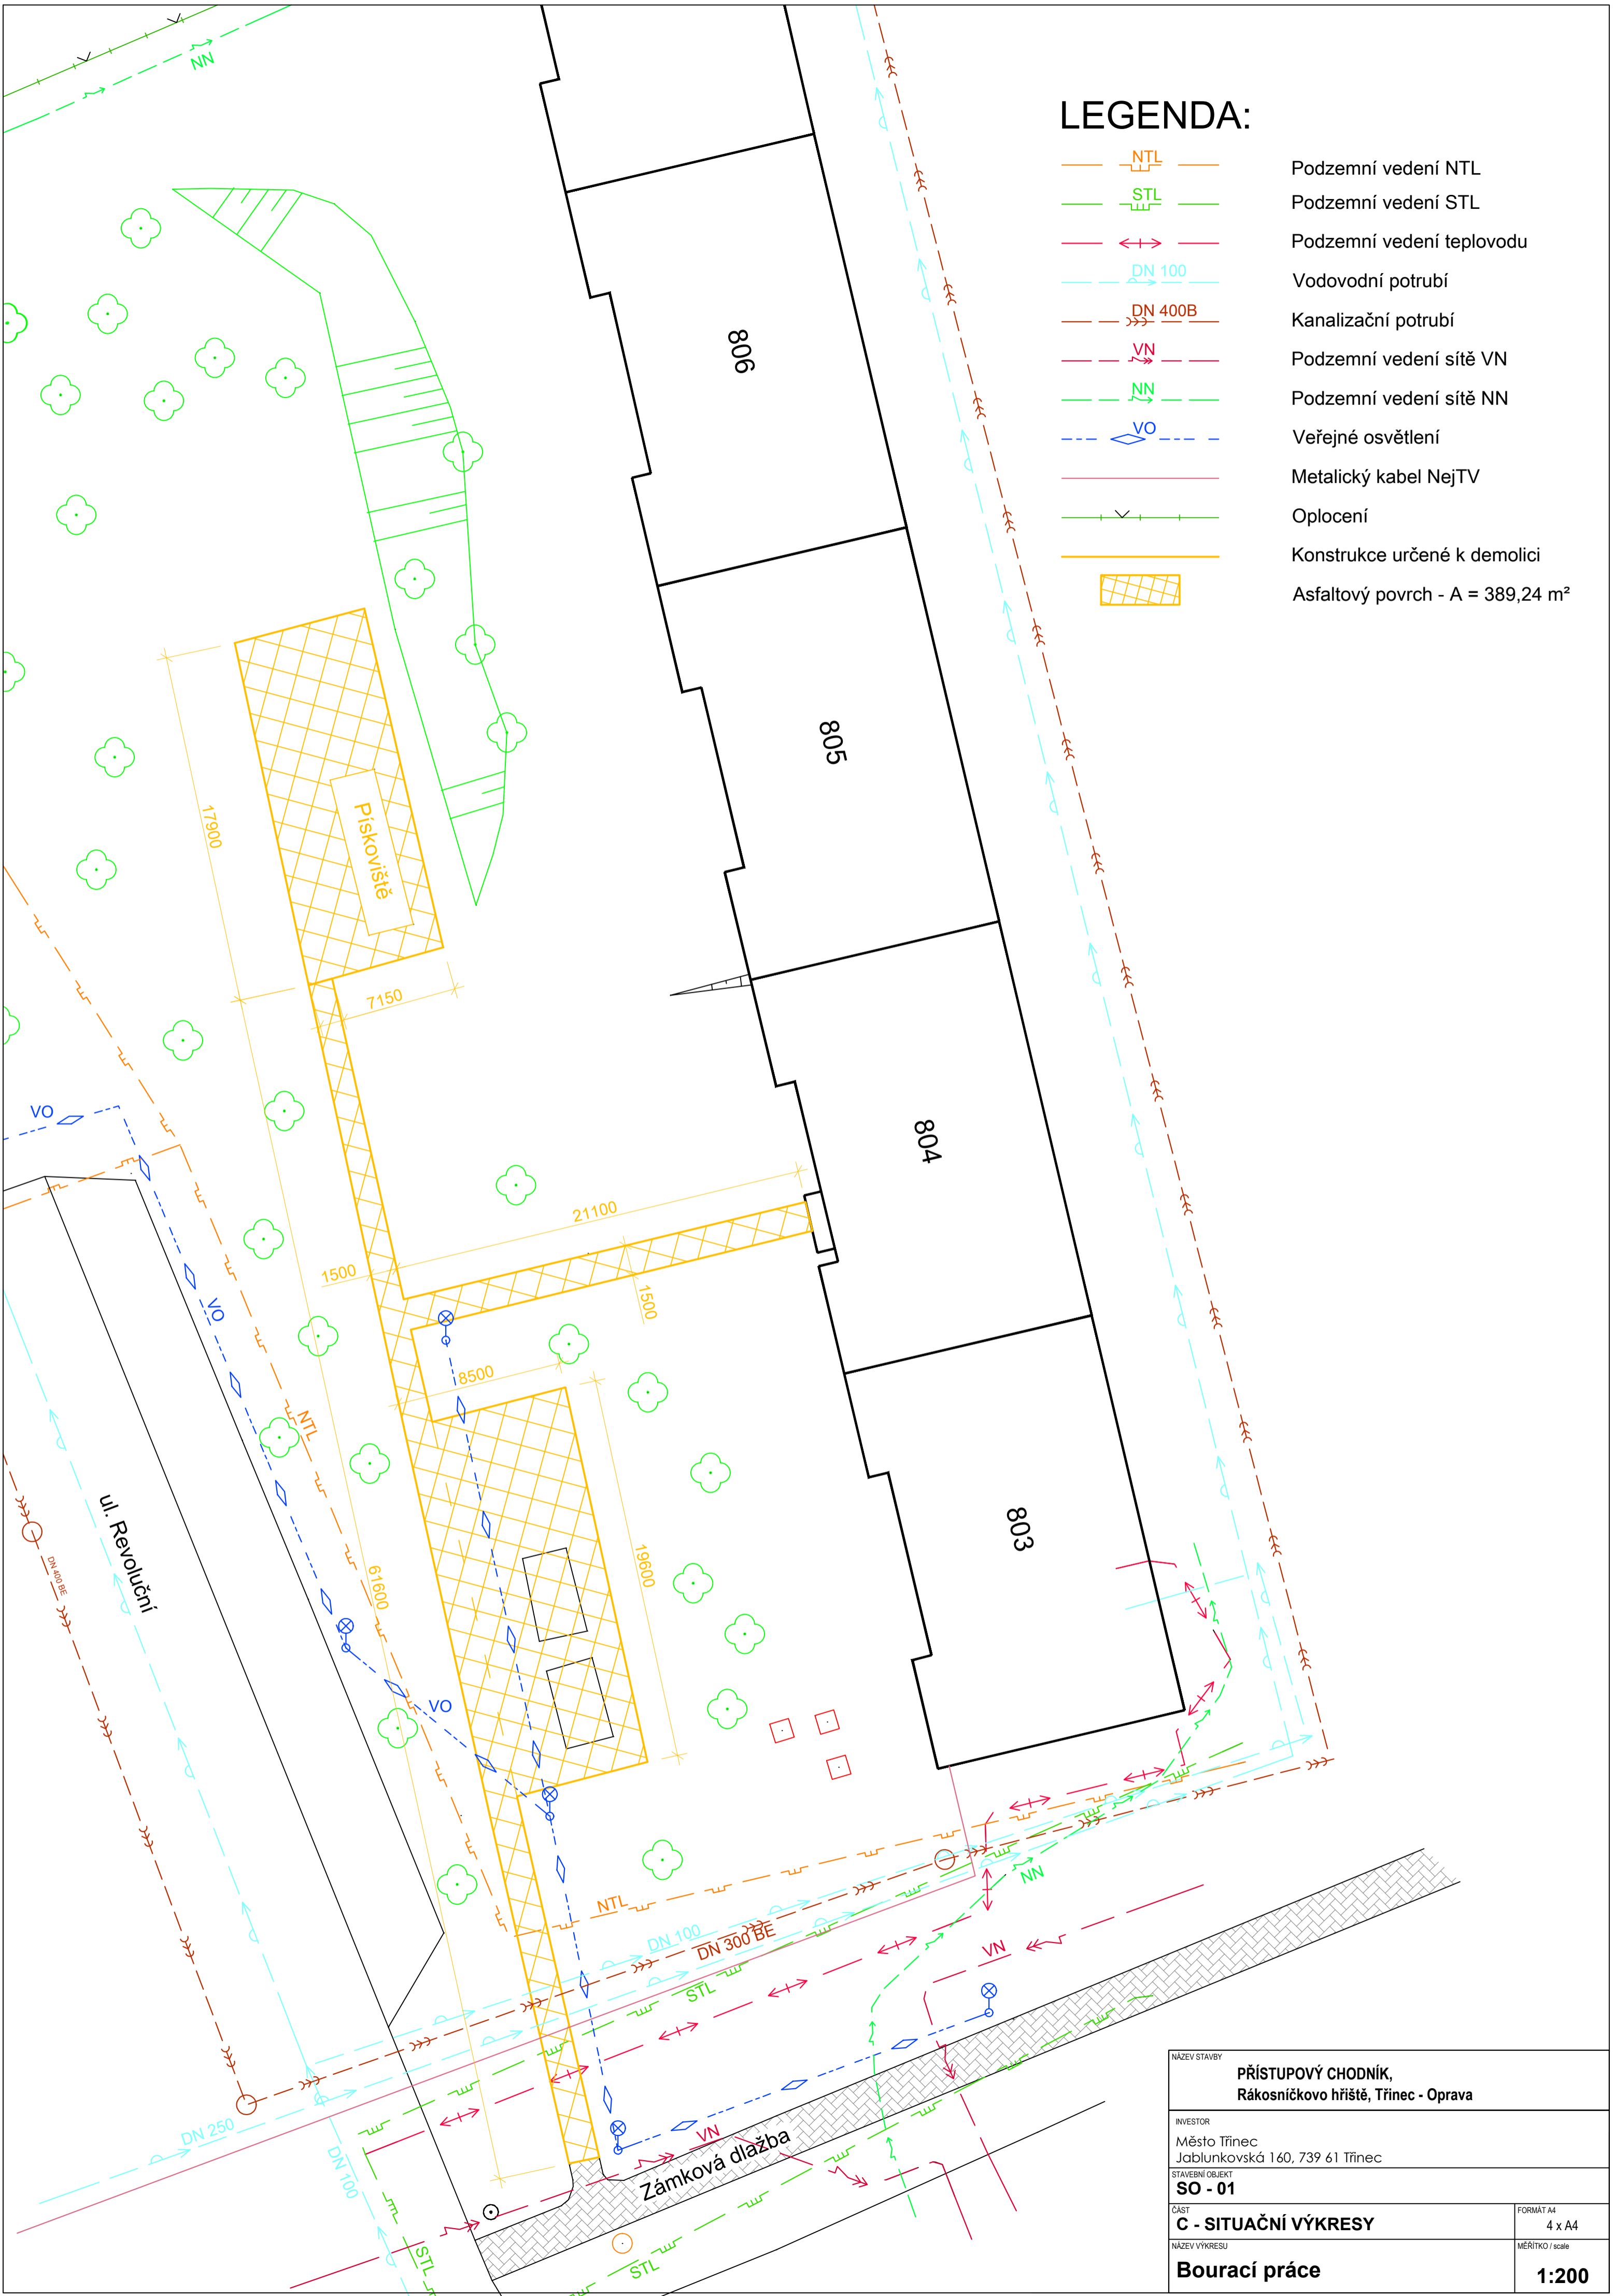 NN
LEGENDA:
NTL
Podzemní vedení NTL
STL
Podzemní vedení STL
Podzemní vedení teplovodu
DN 100
Vodovodní potrubí
DN 400B
Kanalizační potrubí
VN
Podzemní vedení sítě VN
NN
Podzemní vedení sítě NN
VO
Veřejné osvětlení
Metalický kabel NejTV
Oplocení
Konstrukce určené k demolici
Asfaltový povrch - A = 389,24 m²
806
805
17900
Pískoviště
7150
VO
804
21100
1500
1500
VO
8500
NTL
ul. Revoluční
803
19600
61600
DN 400 BE
VO
NTL
NN
DN 100
DN 300 BE
VN
STL
DN 250
DN 100
VN
Zámková dlažba
STL
STL
NÁZEV STAVBY
PŘÍSTUPOVÝ CHODNÍK,
Rákosníčkovo hřiště, Třinec - Oprava
INVESTOR
Město Třinec
Jablunkovská 160, 739 61 Třinec
STAVEBNÍ OBJEKT
SO - 01
ČÁST
C - SITUAČNÍ VÝKRESY
FORMÁT A4
4 x A4
NÁZEV VÝKRESU
Bourací práce
MĚŘÍTKO / scale
1:200